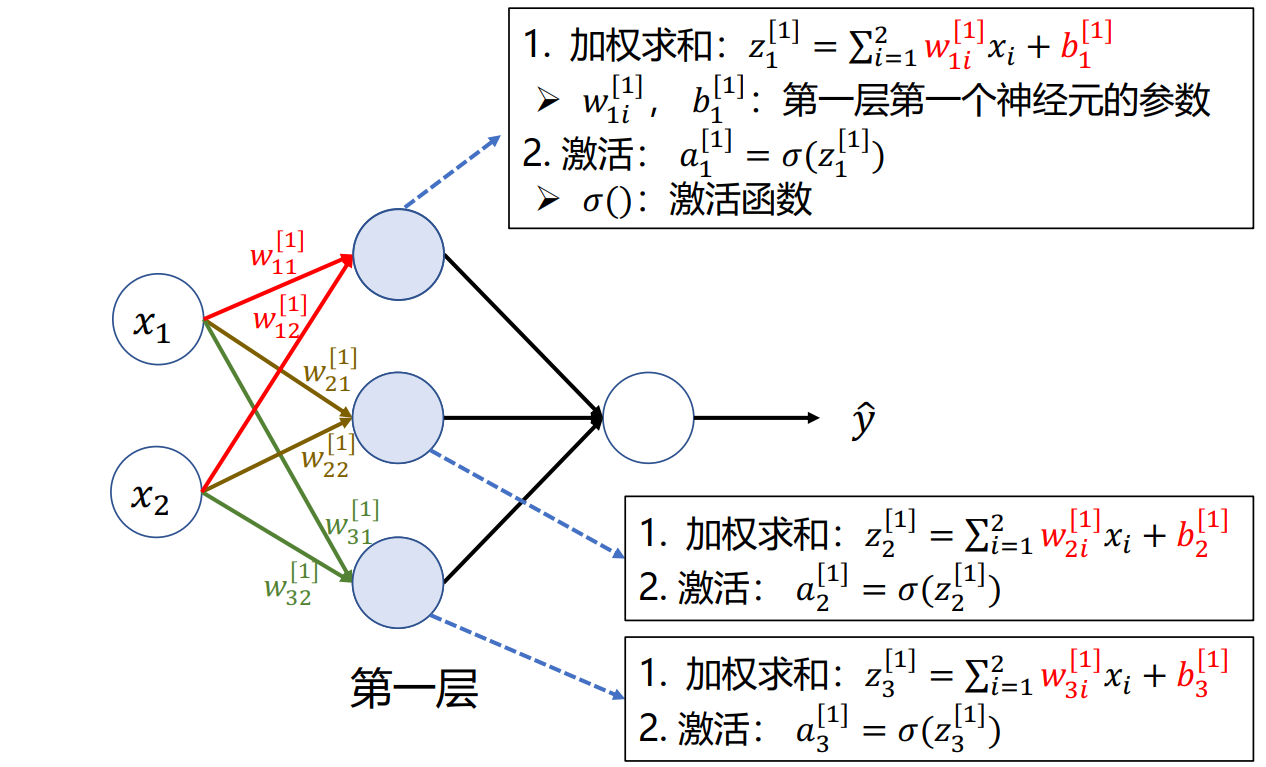 1. 加权求和：$z_1^{[1]} = \sum_{i=1}^{2} w_{1i}^{[1]} x_i + b_1^{[1]}$
➢ $w_{1i}^{[1]}$， $b_1^{[1]}$：第一层第一个神经元的参数
2. 激活： $a_1^{[1]} = \sigma(z_1^{[1]})$
➢ $\sigma()$：激活函数
$w_{11}^{[1]}$
$x_1$
$w_{12}^{[1]}$
$w_{21}^{[1]}$
$\hat{y}$
$w_{22}^{[1]}$
$x_2$
$w_{31}^{[1]}$
$w_{32}^{[1]}$
1. 加权求和：$z_2^{[1]} = \sum_{i=1}^{2} w_{2i}^{[1]} x_i + b_2^{[1]}$
2. 激活： $a_2^{[1]} = \sigma(z_2^{[1]})$
第一层
1. 加权求和：$z_3^{[1]} = \sum_{i=1}^{2} w_{3i}^{[1]} x_i + b_3^{[1]}$
2. 激活： $a_3^{[1]} = \sigma(z_3^{[1]})$